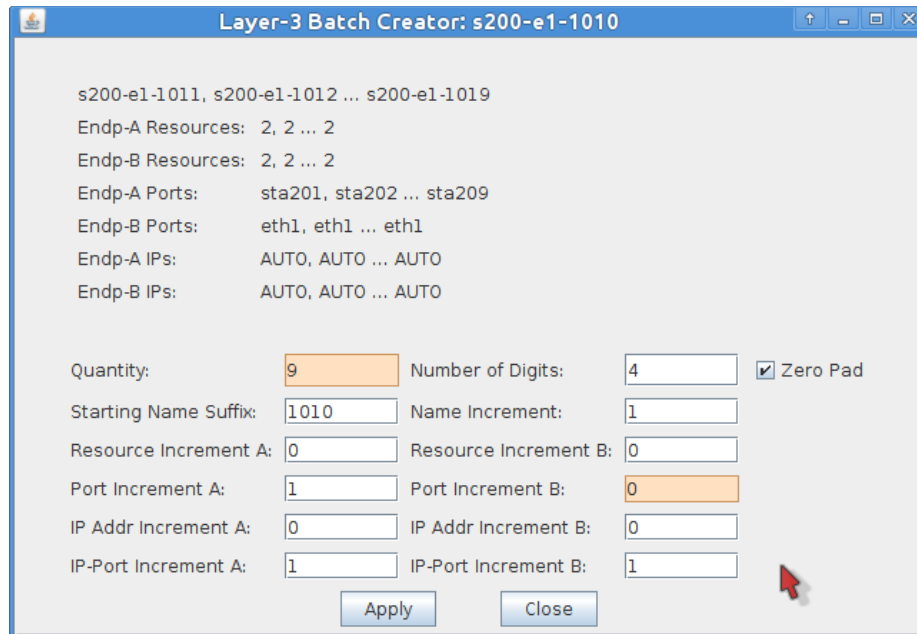 Layer-3 Batch Creator: s200-e1-1010
s200-e1-1011, s200-e1-1012 ... s200-e1-1019
Endp-A Resources: 2, 2 ... 2
Endp-B Resources: 2, 2 ... 2
Endp-A Ports: sta201, sta202 ... sta209
Endp-B Ports: eth1, eth1 ... eth1
Endp-A IPs: AUTO, AUTO ... AUTO
Endp-B IPs: AUTO, AUTO ... AUTO
Quantity: 9 Number of Digits: 4 Zero Pad
Starting Name Suffix: 1010 Name Increment: 1
Resource Increment A: 0 Resource Increment B: 0
Port Increment A: 1 Port Increment B: 0
IP Addr Increment A: 0 IP Addr Increment B: 0
IP-Port Increment A: 1 IP-Port Increment B: 1
Apply Close